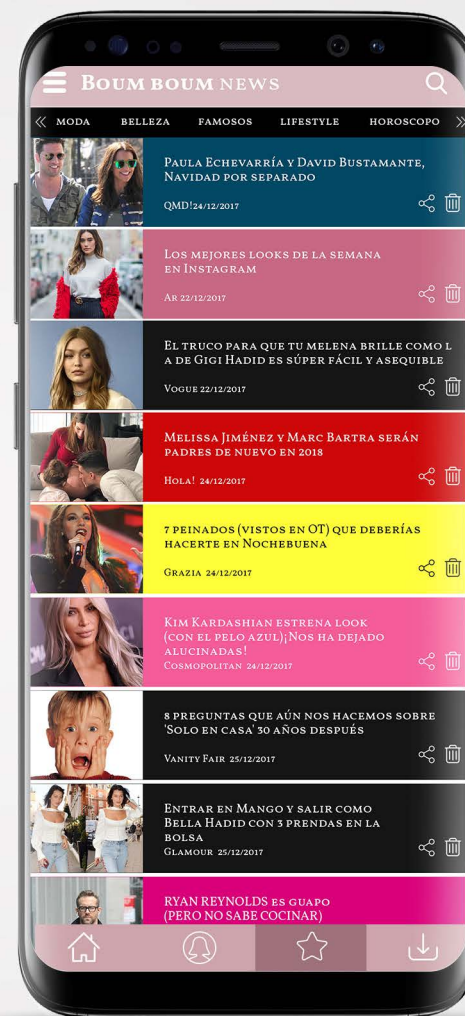 Boum boum news
« moda belleza famosos lifestyle horoscopo »
Paula Echevarría y David Bustamante,
Navidad por separado
QMD!24/12/2017
Los mejores looks de la semana
en Instagram
Ar 22/12/2017
El truco para que tu melena brille como l
a de Gigi Hadid es súper fácil y asequible
Vogue 22/12/2017
Melissa Jiménez y Marc Bartra serán
padres de nuevo en 2018
Hola! 24/12/2017
7 peinados (vistos en OT) que deberías
hacerte en Nochebuena
Grazia 24/12/2017
Kim Kardashian estrena look
(con el pelo azul);¡Nos ha dejado
alucinadas!
Cosmopolitan 24/12/2017
8 preguntas que aún nos hacemos sobre
'Solo en casa' 30 años después
Vanity Fair 25/12/2017
Entrar en Mango y salir como
Bella Hadid con 3 prendas en la
bolsa
Glamour 25/12/2017
RYAN REYNOLDS es guapo
(PERO NO SABE COCINAR)